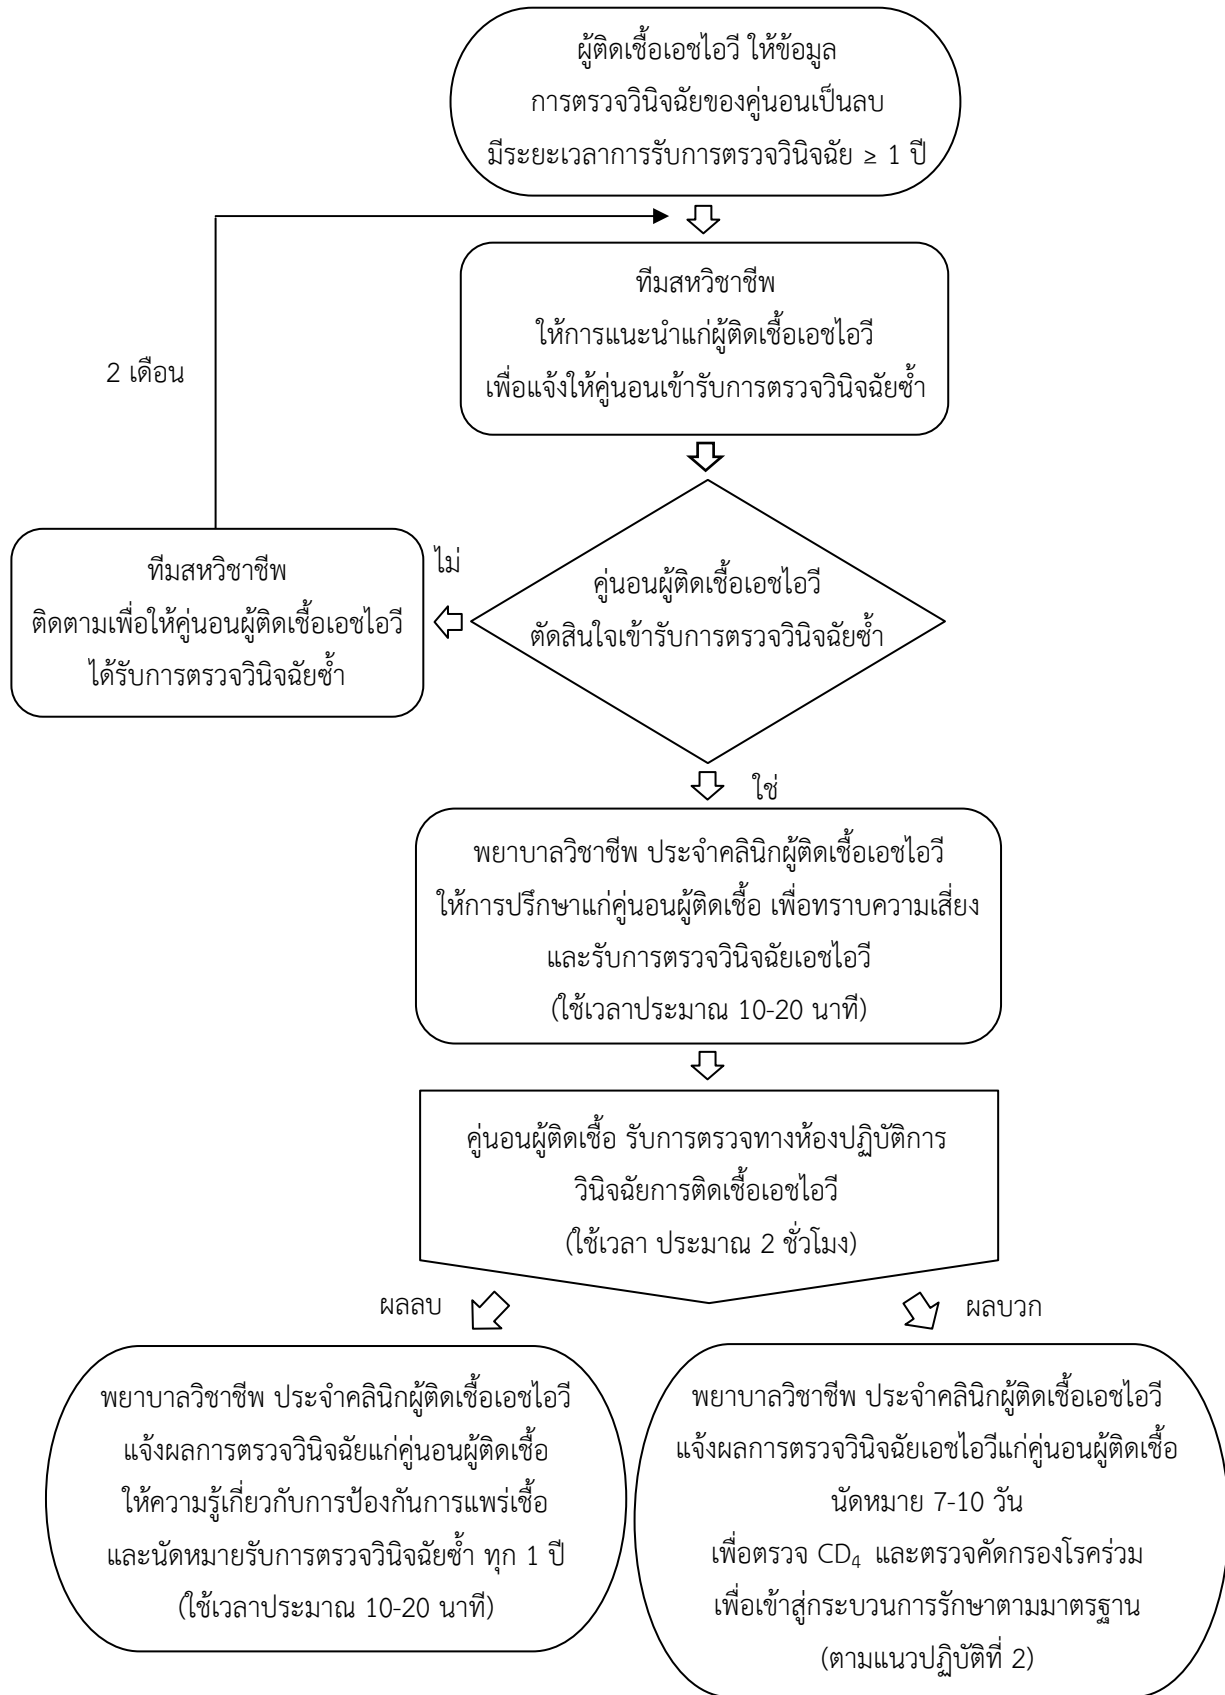 ผู้ติดเชื้อเอชไอวี ให้ข้อมูล
การตรวจวินิจฉัยของคู่นอนเป็นลบ
มีระยะเวลาการรับการตรวจวินิจฉัย ≥ 1 ปี
ทีมสหวิชาชีพ
ให้การแนะนำแก่ผู้ติดเชื้อเอชไอวี
เพื่อแจ้งให้คู่นอนเข้ารับการตรวจวินิจฉัยซ้ำ
2 เดือน
คู่นอนผู้ติดเชื้อเอชไอวี
ตัดสินใจเข้ารับการตรวจวินิจฉัยซ้ำ
ไม่
ทีมสหวิชาชีพ
ติดตามเพื่อให้คู่นอนผู้ติดเชื้อเอชไอวี
ได้รับการตรวจวินิจฉัยซ้ำ
ใช่
พยาบาลวิชาชีพ ประจำคลินิกผู้ติดเชื้อเอชไอวี
ให้การปรึกษาแก่คู่นอนผู้ติดเชื้อ เพื่อทราบความเสี่ยง
และรับการตรวจวินิจฉัยเอชไอวี
(ใช้เวลาประมาณ 10-20 นาที)
คู่นอนผู้ติดเชื้อ รับการตรวจทางห้องปฏิบัติการ
วินิจฉัยการติดเชื้อเอชไอวี
(ใช้เวลา ประมาณ 2 ชั่วโมง)
ผลลบ
พยาบาลวิชาชีพ ประจำคลินิกผู้ติดเชื้อเอชไอวี
แจ้งผลการตรวจวินิจฉัยแก่คู่นอนผู้ติดเชื้อ
ให้ความรู้เกี่ยวกับการป้องกันการแพร่เชื้อ
และนัดหมายรับการตรวจวินิจฉัยซ้ำ ทุก 1 ปี
(ใช้เวลาประมาณ 10-20 นาที)
ผลบวก
พยาบาลวิชาชีพ ประจำคลินิกผู้ติดเชื้อเอชไอวี
แจ้งผลการตรวจวินิจฉัยเอชไอวีแก่คู่นอนผู้ติดเชื้อ
นัดหมาย 7-10 วัน
เพื่อตรวจ CD₄ และตรวจคัดกรองโรคร่วม
เพื่อเข้าสู่กระบวนการรักษาตามมาตรฐาน
(ตามแนวปฏิบัติที่ 2)